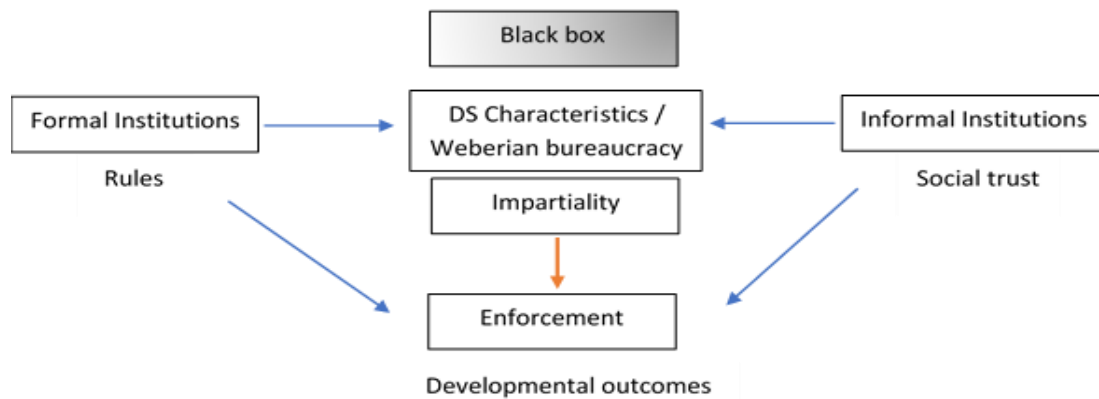 Black box
Formal Institutions
DS Characteristics /
Weberian bureaucracy
Informal Institutions
Rules
Impartiality
Social trust
Enforcement
Developmental outcomes